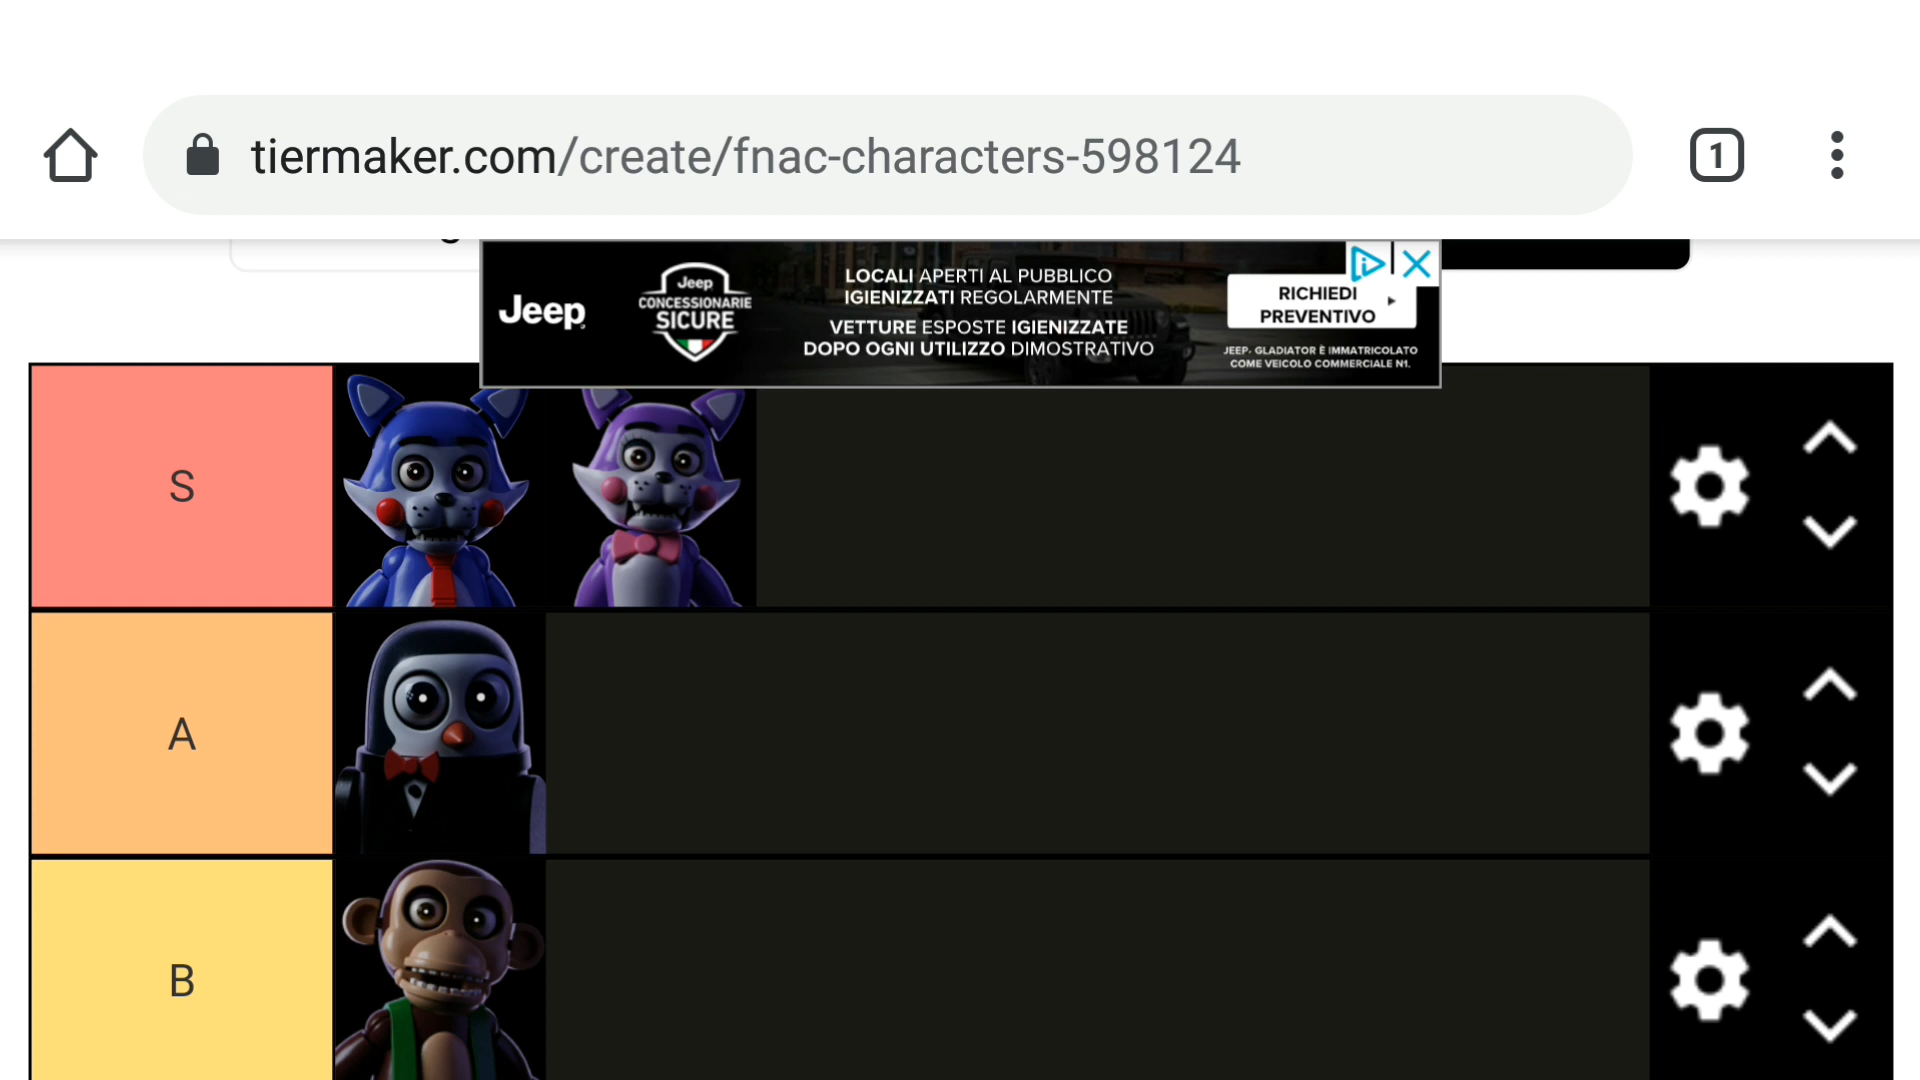 tiermaker.com/create/fnac-characters-598124
1
Jeep
Jeep
CONCESSIONARIE
SICURE
LOCALI APERTI AL PUBBLICO
IGIENIZZATI REGOLARMENTE
VETTURE ESPOSTE IGIENIZZATE
DOPO OGNI UTILIZZO DIMOSTRATIVO
RICHIEDI
PREVENTIVO
JEEP® GLADIATOR È IMMATRICOLATO
COME VEICOLO COMMERCIALE N1.
S
A
B